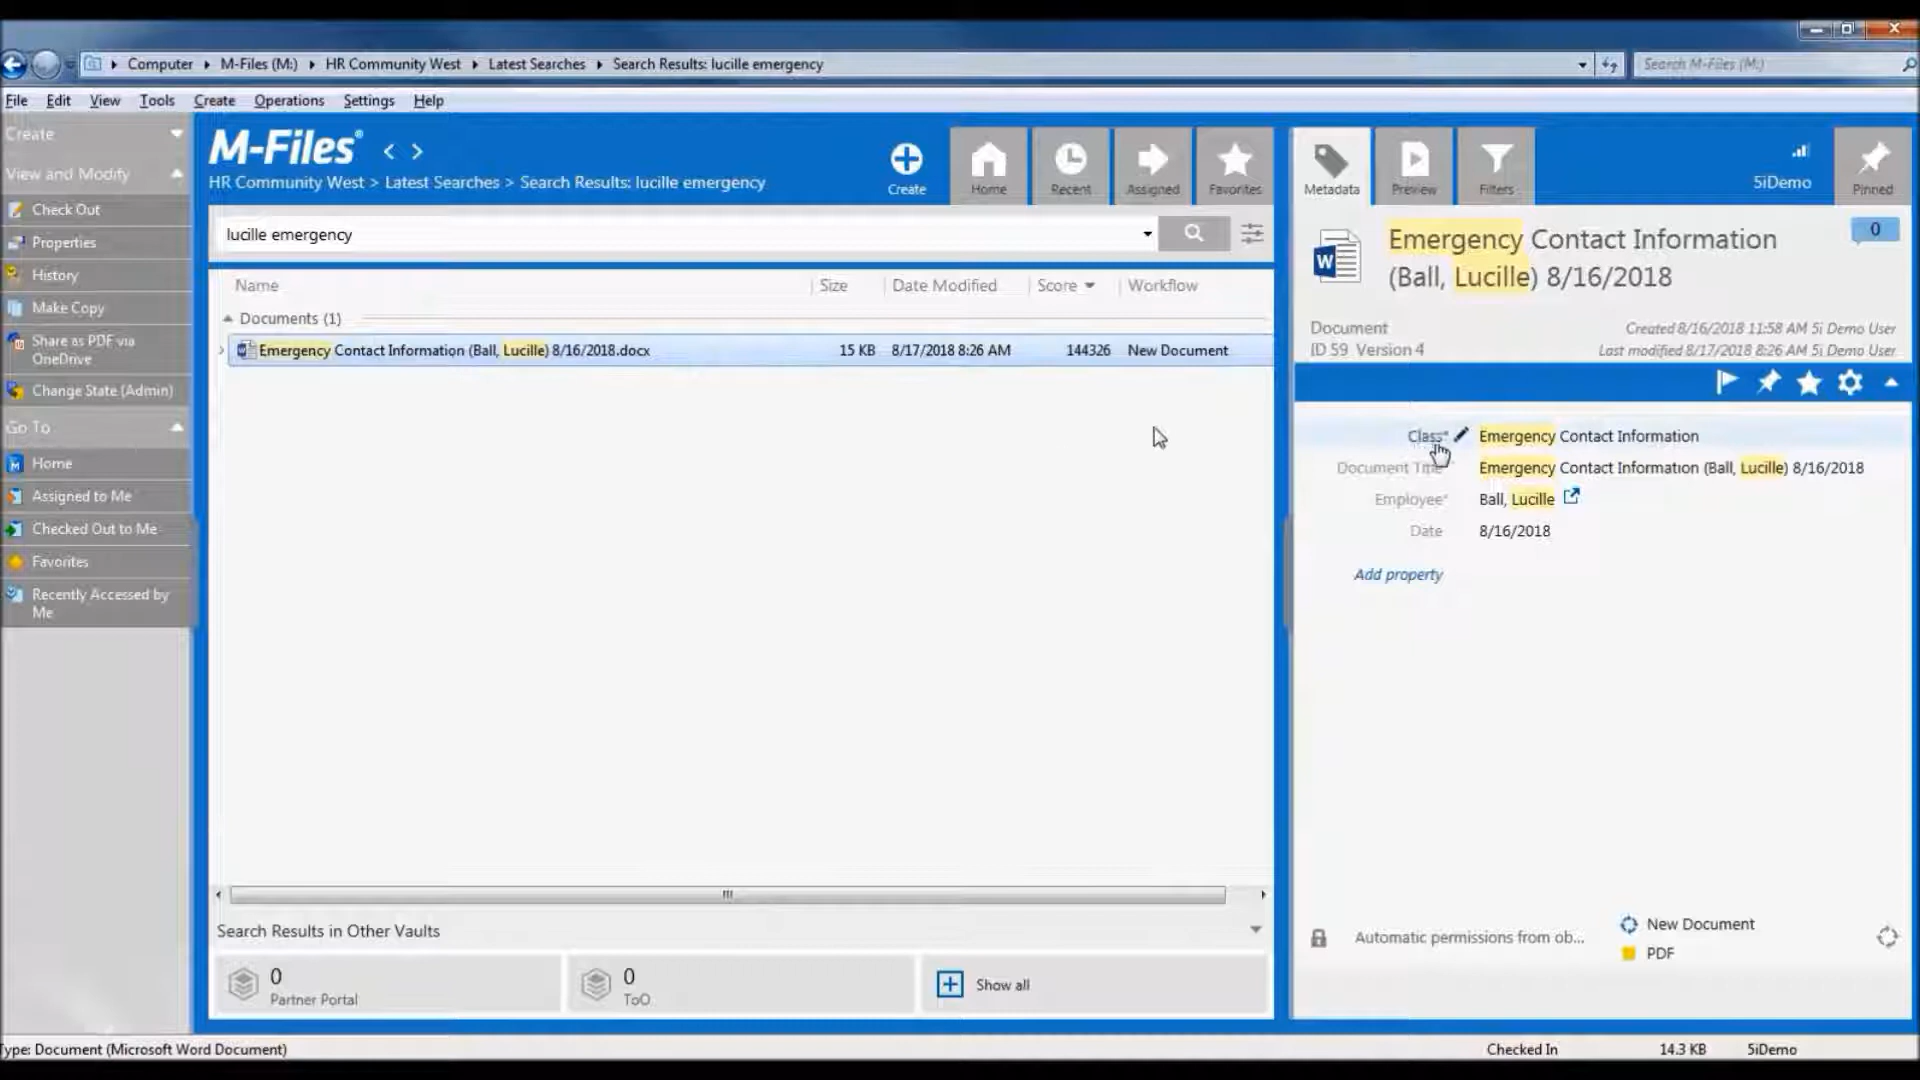 Computer M-Files (M:) HR Community West Latest Searches Search Results: lucille emergency
Search M-Files (M:)
File Edit View Tools Create Operations Settings Help
Create
View and Modify
Check Out
Properties
History
Make Copy
Share as PDF via
OneDrive
Change State (Admin)
Go To
Home
Assigned to Me
Checked Out to Me
Favorites
Recently Accessed by
Me
M-Files®
HR Community West > Latest Searches > Search Results: lucille emergency
Create
Home
Recent
Assigned
Favorites
lucille emergency
Name Size Date Modified Score Workflow
Documents (1)
Emergency Contact Information (Ball, Lucille) 8/16/2018.docx 15 KB 8/17/2018 8:26 AM 144326 New Document
Search Results in Other Vaults
0
Partner Portal
0
ToO
Show all
Metadata
Preview
Filters
5iDemo
Pinned
Emergency Contact Information
(Ball, Lucille) 8/16/2018
0
W
Document
ID 59 Version 4
Created 8/16/2018 11:58 AM 5i Demo User
Last modified 8/17/2018 8:26 AM 5i Demo User
Class* Emergency Contact Information
Document Title* Emergency Contact Information (Ball, Lucille) 8/16/2018
Employee* Ball, Lucille
Date 8/16/2018
Add property
Automatic permissions from ob...
New Document
PDF
Type: Document (Microsoft Word Document)
Checked In 14.3 KB 5iDemo